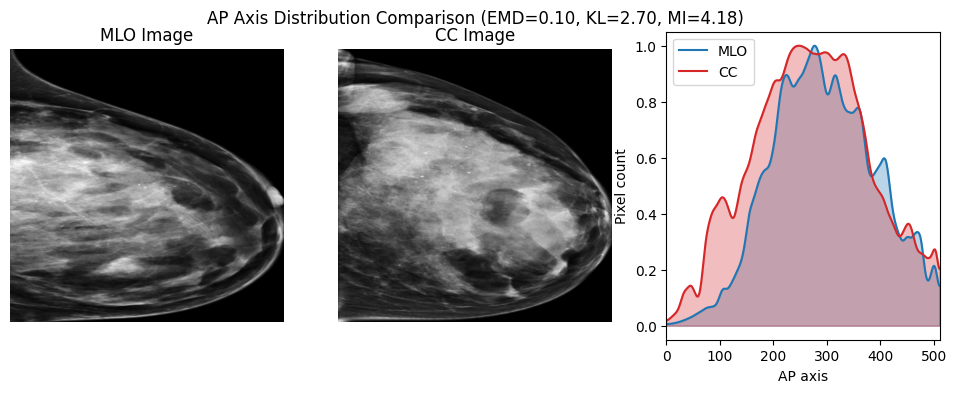 AP Axis Distribution Comparison (EMD=0.10, KL=2.70, MI=4.18)
MLO Image
CC Image
MLO
CC
Pixel count
1.0
0.8
0.6
0.4
0.2
0.0
0 100 200 300 400 500
AP axis